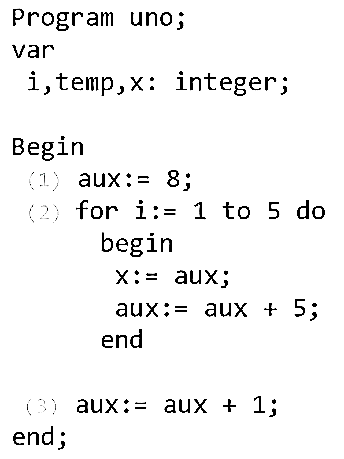 Program uno;
var
i,temp,x: integer;
Begin
(1) aux:= 8;
(2) for i:= 1 to 5 do
begin
x:= aux;
aux:= aux + 5;
end
(3) aux:= aux + 1;
end;